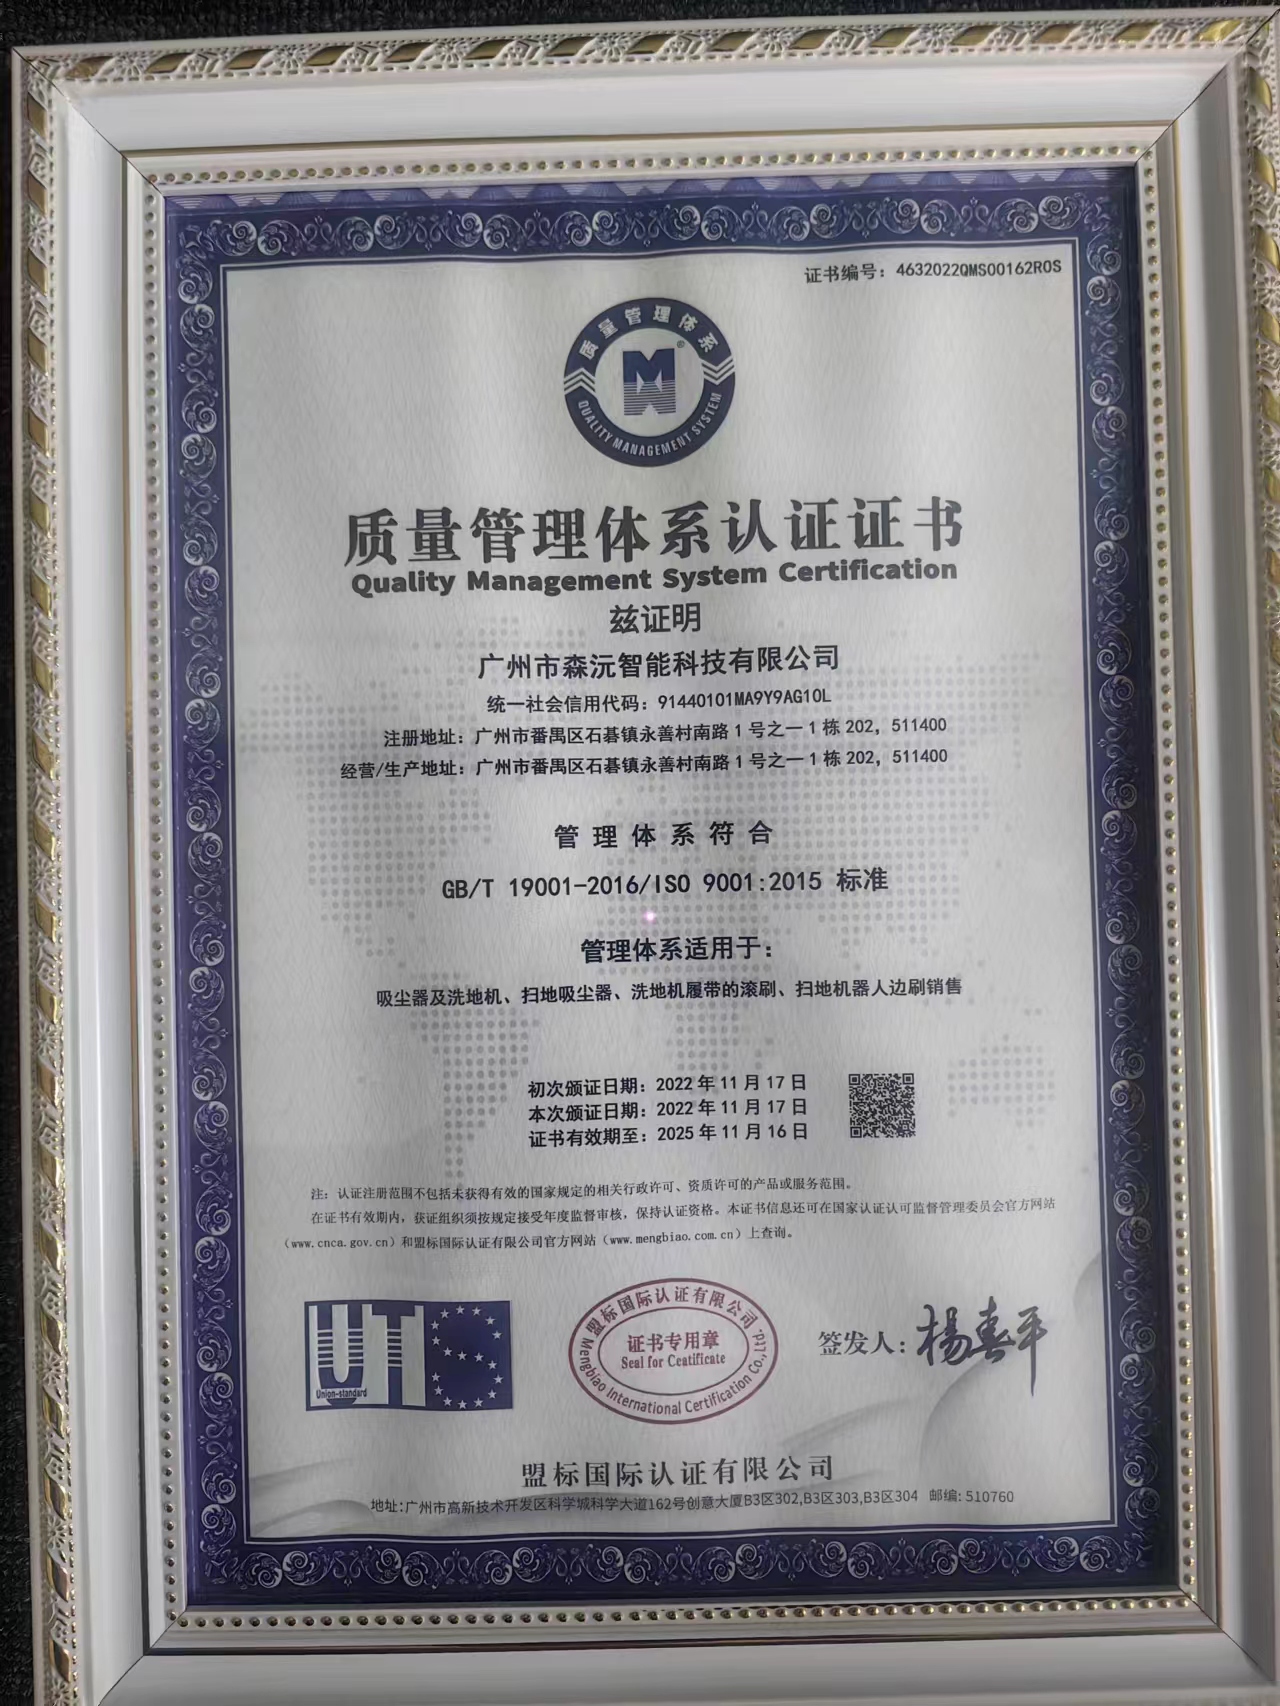 证书编号：4632022QMS00162R0S
质量管理体系
M
®
QUALITY MANAGEMENT SYSTEM
质量管理体系认证证书
Quality Management System Certification
兹证明
广州市森沅智能科技有限公司
统一社会信用代码：91440101MA9Y9AG10L
注册地址：广州市番禺区石碁镇永善村南路1号之一1栋202，511400
经营/生产地址：广州市番禺区石碁镇永善村南路1号之一1栋202，511400
管理体系符合
GB/T 19001-2016/ISO 9001:2015 标准
管理体系适用于：
吸尘器及洗地机、扫地吸尘器、洗地机履带的滚刷、扫地机器人边刷销售
初次颁证日期：2022年11月17日
本次颁证日期：2022年11月17日
证书有效期至：2025年11月16日
注：认证注册范围不包括未获得有效的国家规定的相关行政许可、资质许可的产品或服务范围。
在证书有效期内，获证组织须按规定接受年度监督审核，保持认证资格。本证书信息还可在国家认证认可监督管理委员会官方网站
（www.cnca.gov.cn）和盟标国际认证有限公司官方网站（www.mengbiao.com.cn）上查询。
UTS
Union-standard
盟标国际认证有限公司
证书专用章
Seal for Ceatificate
Mengbiao International Certification Co.,Ltd.
签发人：杨喜平
盟标国际认证有限公司
地址:广州市高新技术开发区科学城科学大道162号创意大厦B3区302,B3区303,B3区304 邮编: 510760